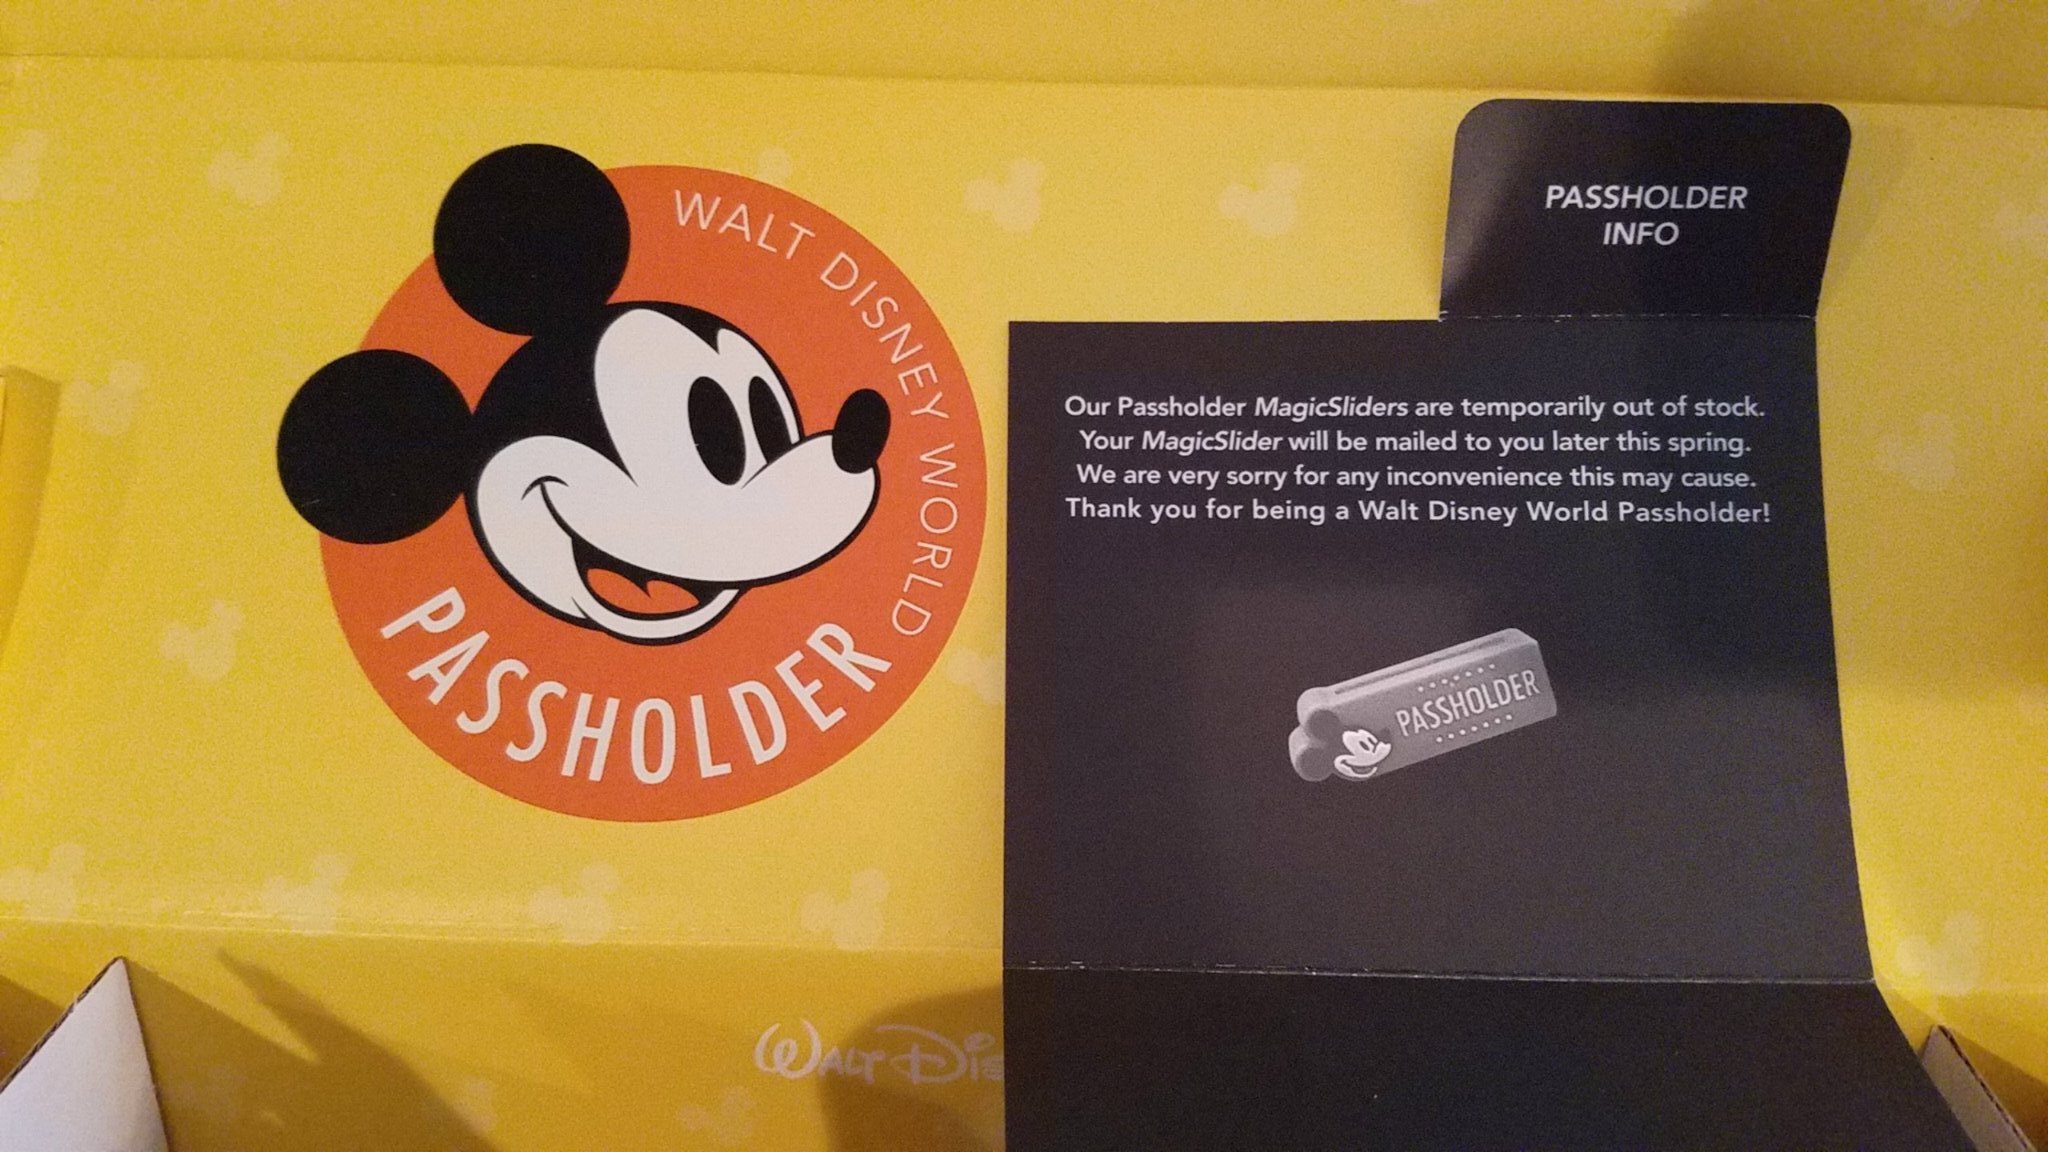 WALT DISNEY WORLD
PASSHOLDER
PASSHOLDER
INFO
Our Passholder MagicSliders are temporarily out of stock.
Your MagicSlider will be mailed to you later this spring.
We are very sorry for any inconvenience this may cause.
Thank you for being a Walt Disney World Passholder!
PASSHOLDER
WALT DIS